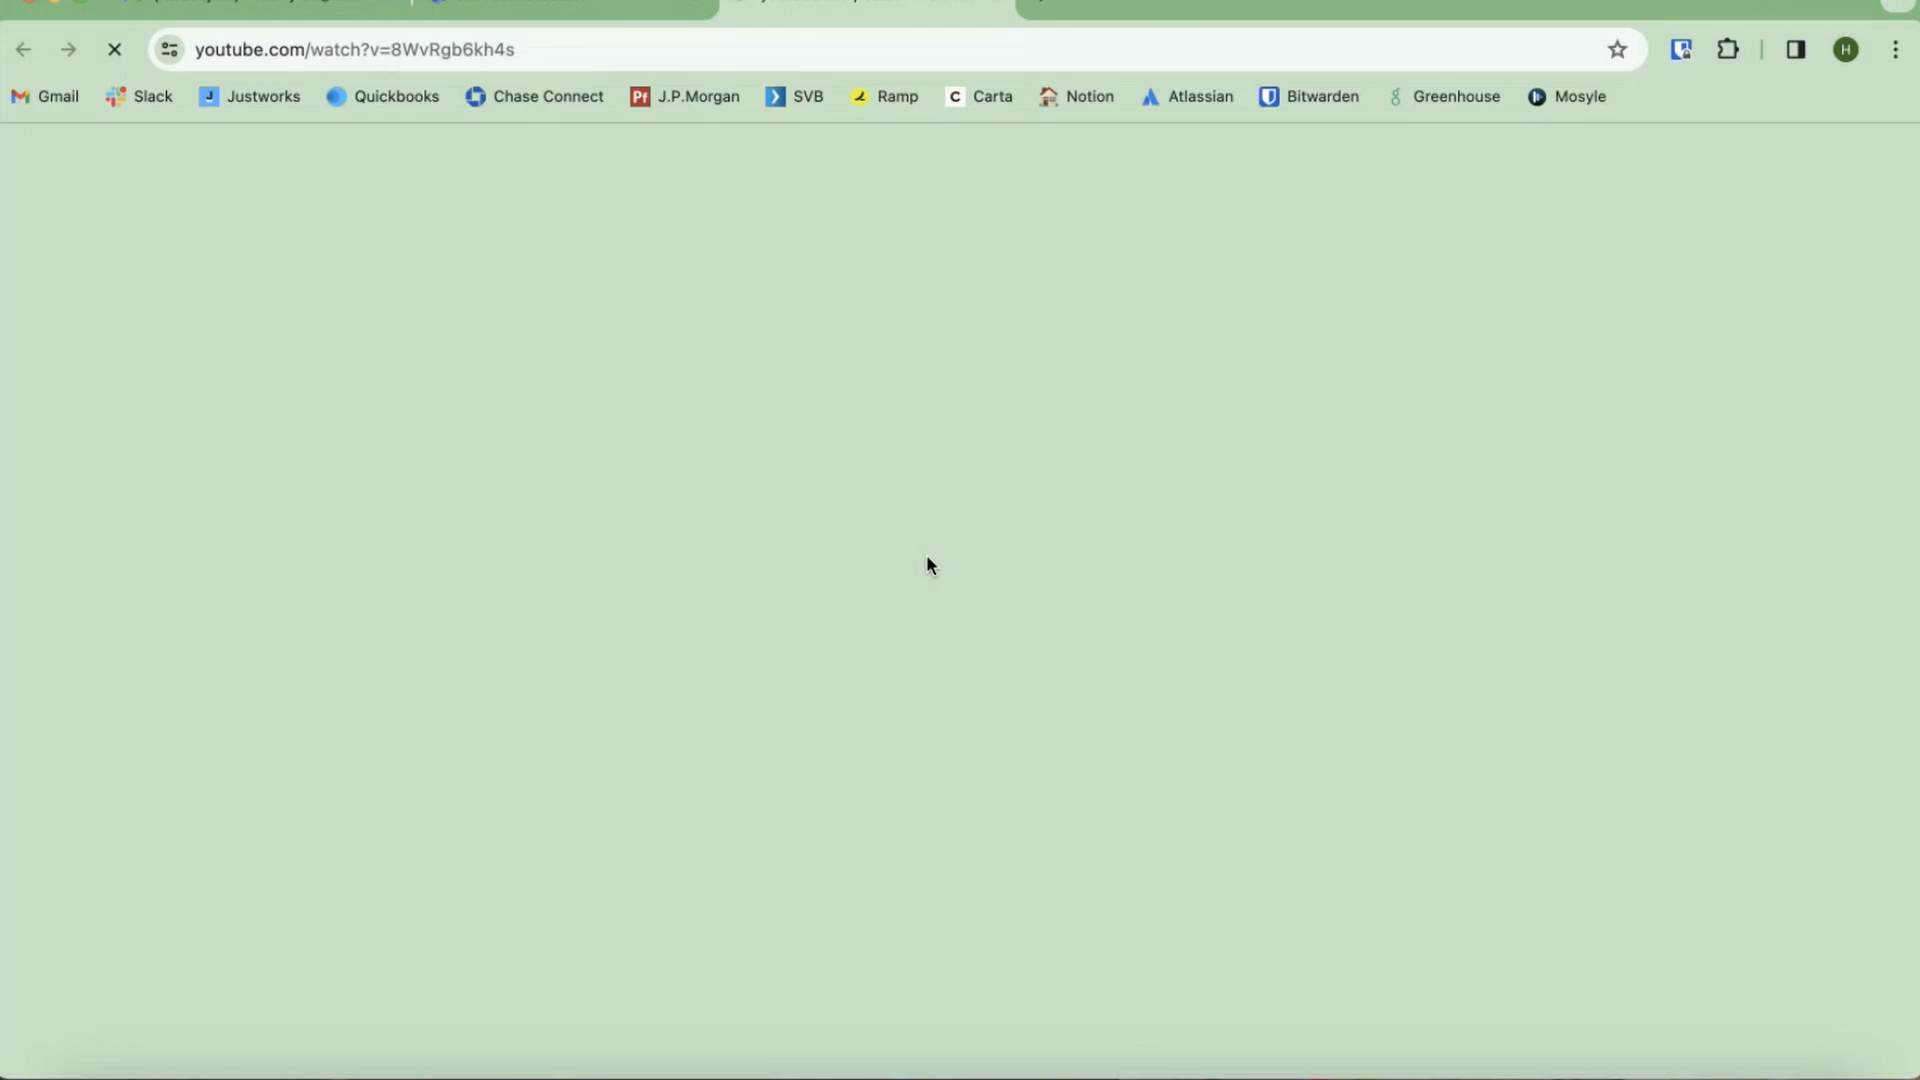 youtube.com/watch?v=8WvRgb6kh4s
H
Gmail Slack Justworks Quickbooks Chase Connect J.P.Morgan SVB Ramp Carta Notion Atlassian Bitwarden Greenhouse Mosyle